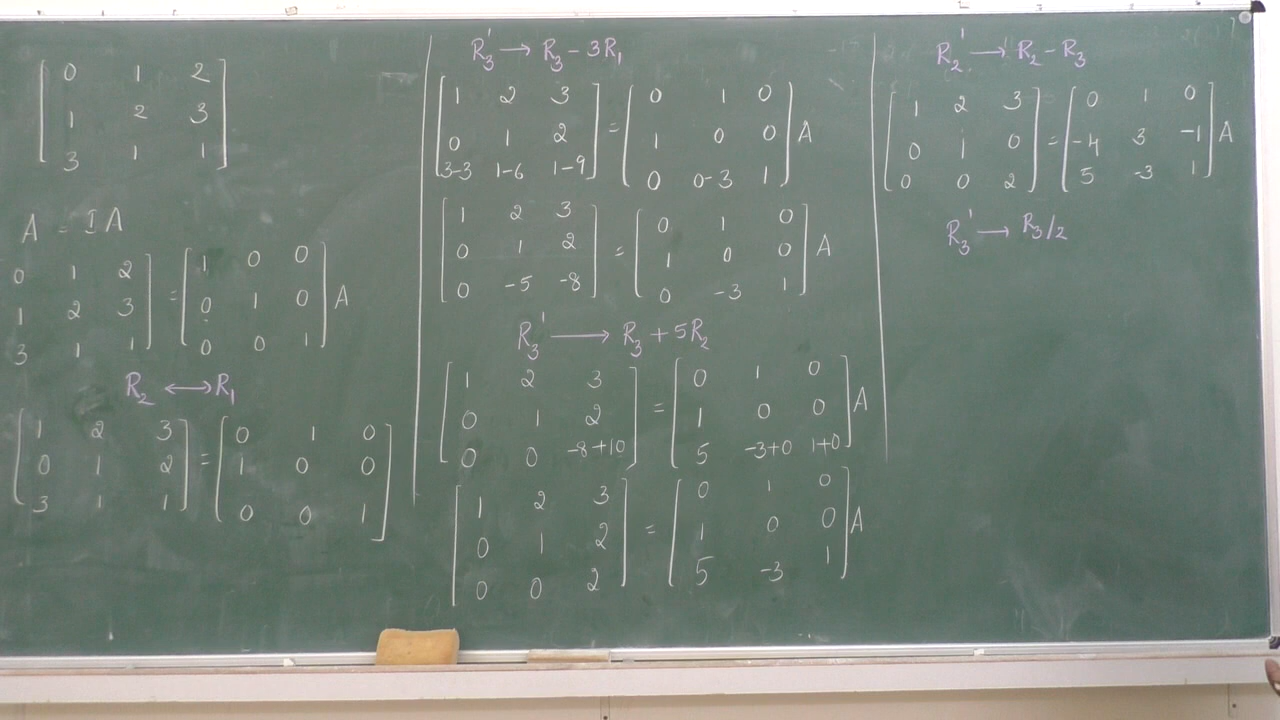 0 1 2
1 2 3
3 1 1
A = IA
0 1 2 = 1 0 0
1 2 3 0 1 0 A
3 1 1 0 0 1
R2 ↔ R1
1 2 3 0 1 0
0 1 2 = 1 0 0
3 1 1 0 0 1
R3' → R3 - 3R1
1 2 3 0 1 0
0 1 2 = 1 0 0 A
3-3 1-6 1-9 0 0-3 1
1 2 3 0 1 0
0 1 2 = 1 0 0 A
0 -5 -8 0 -3 1
R3' → R3 + 5R2
1 2 3 0 1 0
0 1 2 = 1 0 0 A
0 0 -8+10 5 -3+0 1+0
1 2 3 0 1 0
0 1 2 = 1 0 0 A
0 0 2 5 -3 1
R2' → R2 - R3
1 2 3 0 1 0
0 1 0 = -4 3 -1 A
0 0 2 5 -3 1
R3' → R3/2